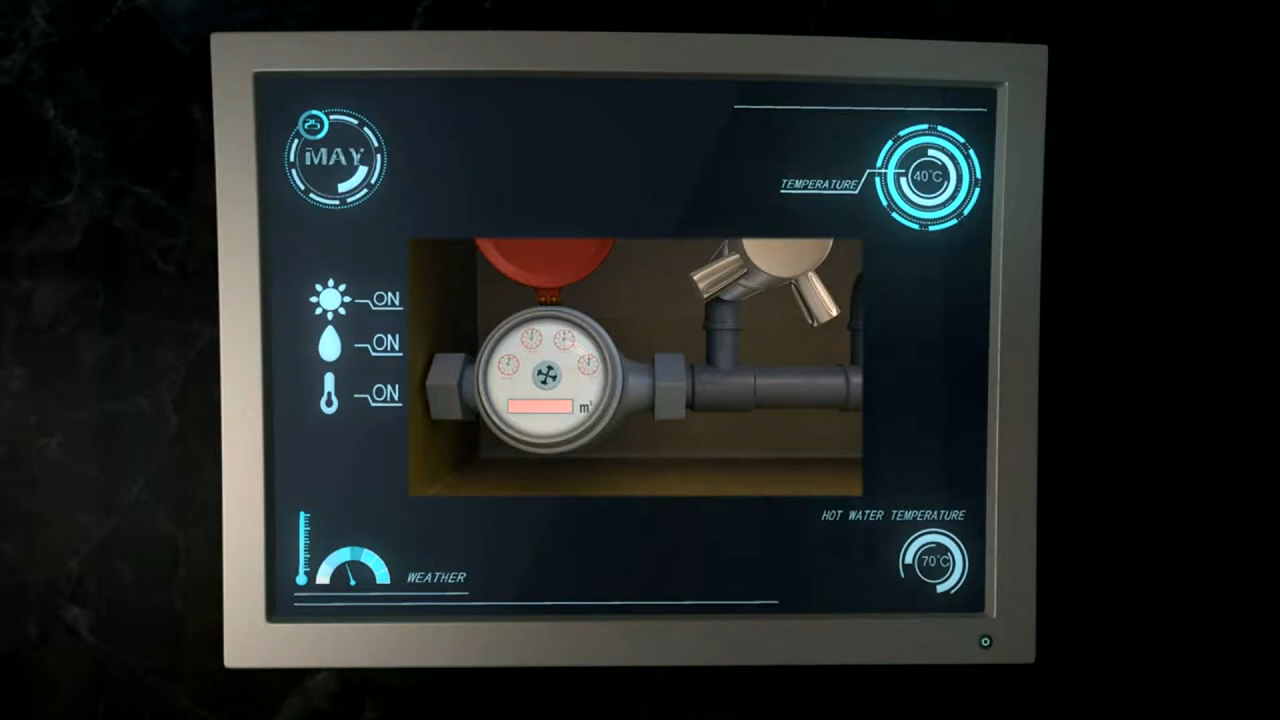 25
MAY
TEMPERATURE
40°C
ON
ON
ON
m³
HOT WATER TEMPERATURE
70°C
WEATHER